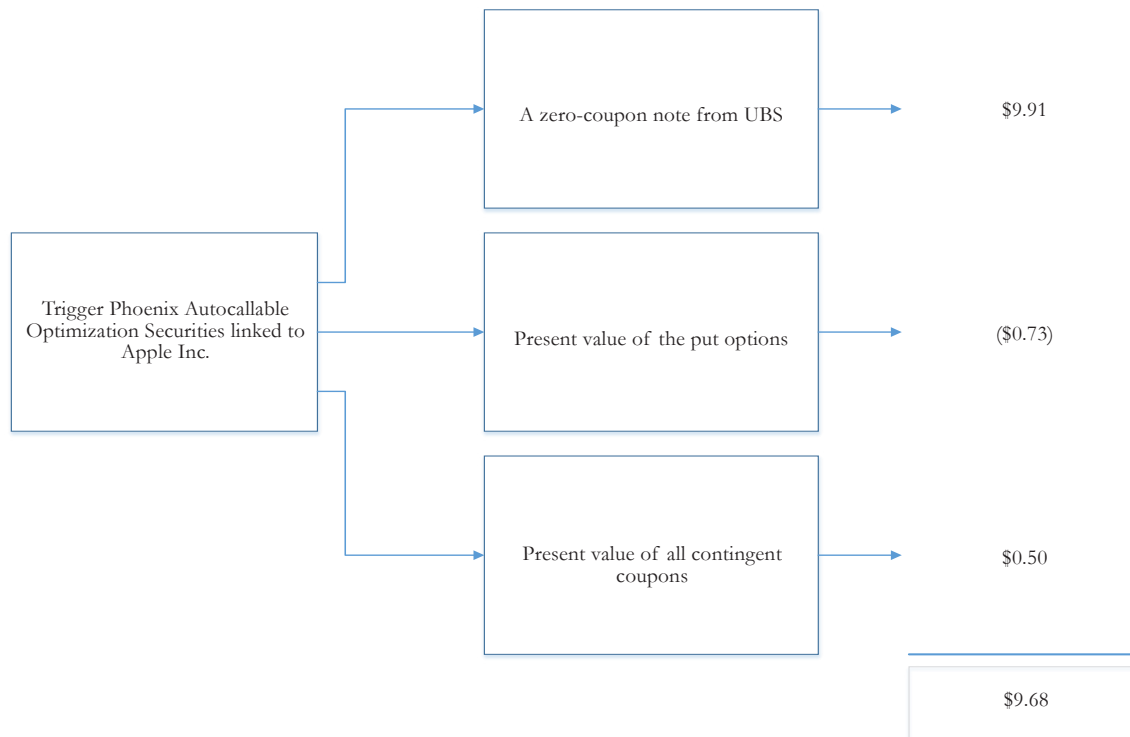 A zero-coupon note from UBS
$9.91
Trigger Phoenix Autocallable
Optimization Securities linked to
Apple Inc.
Present value of the put options
($0.73)
Present value of all contingent
coupons
$0.50
$9.68